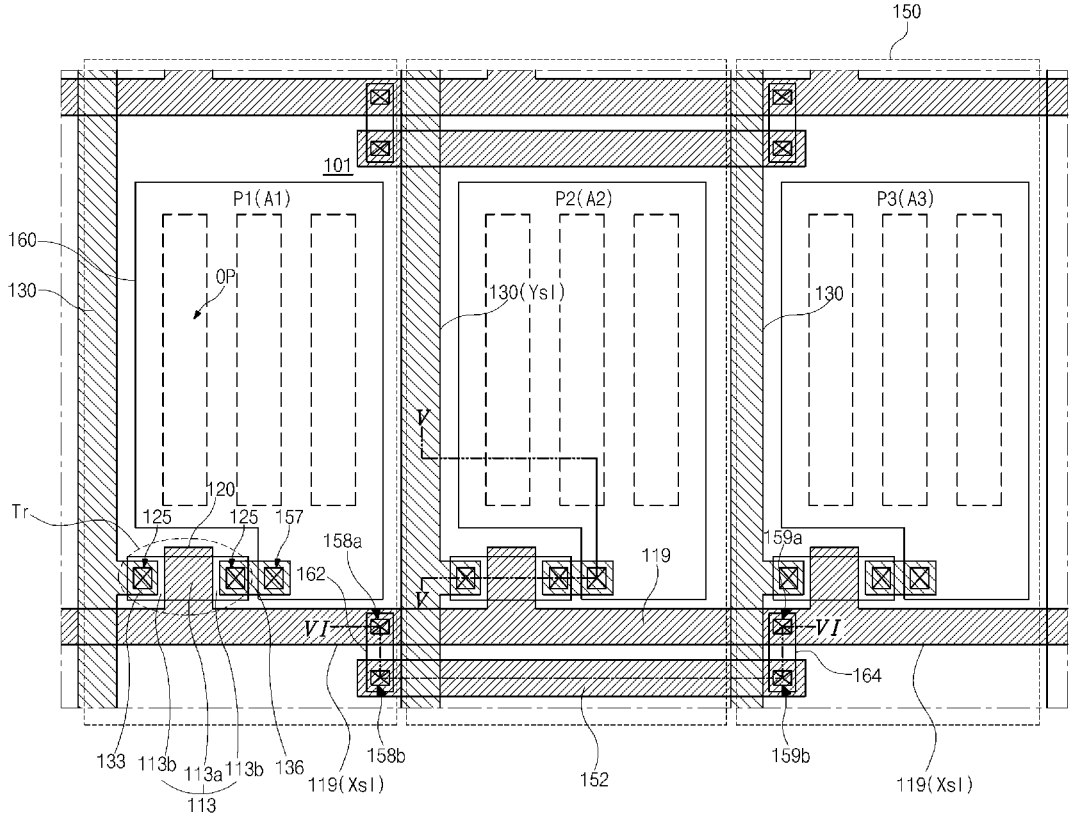 150
101
P1(A1)
P2(A2)
P3(A3)
160
OP
130
130(Ysl)
130
V
Tr
120
125
125
157
158a
159a
162
119
V
VI
VI
164
133
113b
113a
113b
136
158b
152
159b
119(Xsl)
119(Xsl)
113